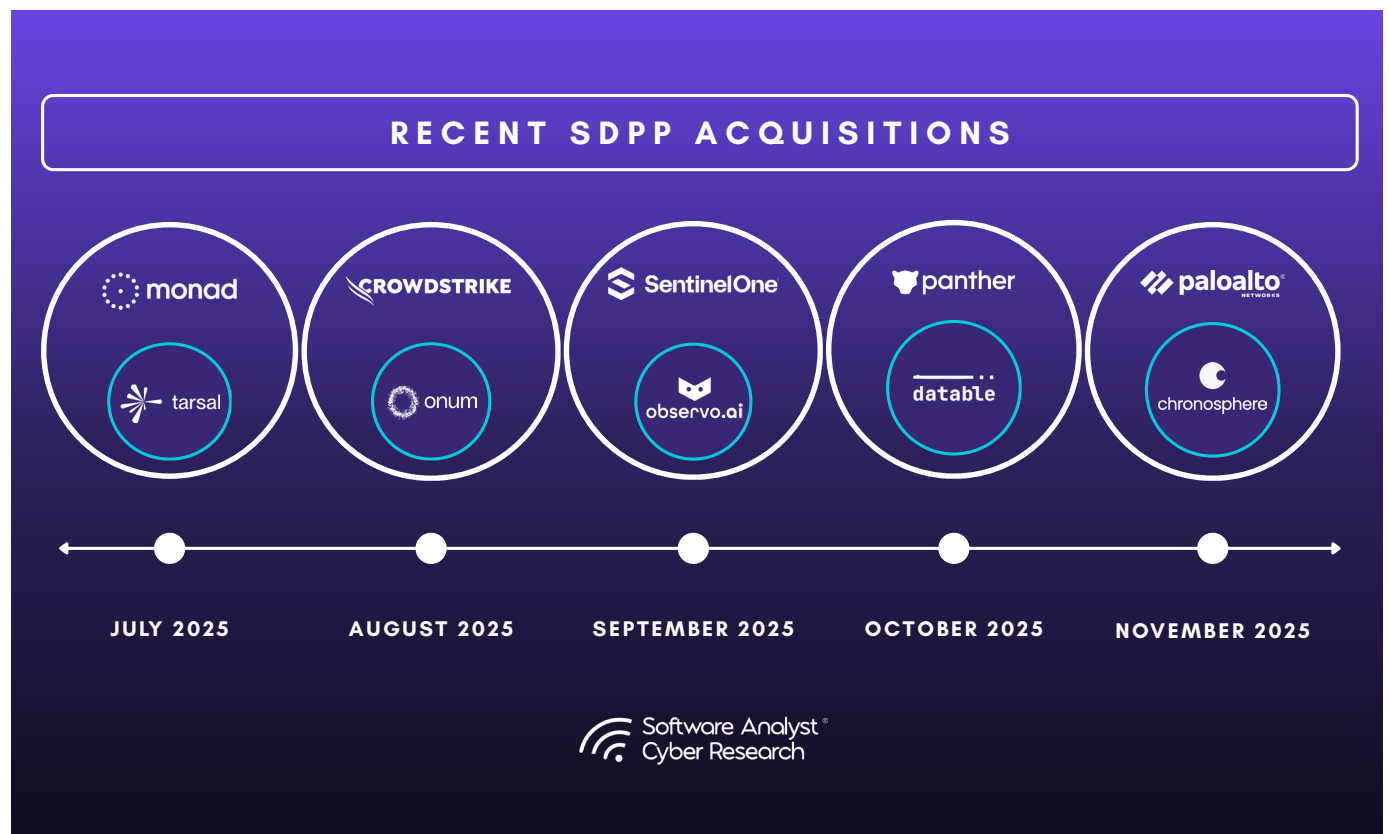 RECENT SDPP ACQUISITIONS
monad
CROWDSTRIKE
SentinelOne
panther
paloalto®
NETWORKS
tarsal
onum
observo.ai
datable
chronosphere
JULY 2025
AUGUST 2025
SEPTEMBER 2025
OCTOBER 2025
NOVEMBER 2025
Software Analyst®
Cyber Research